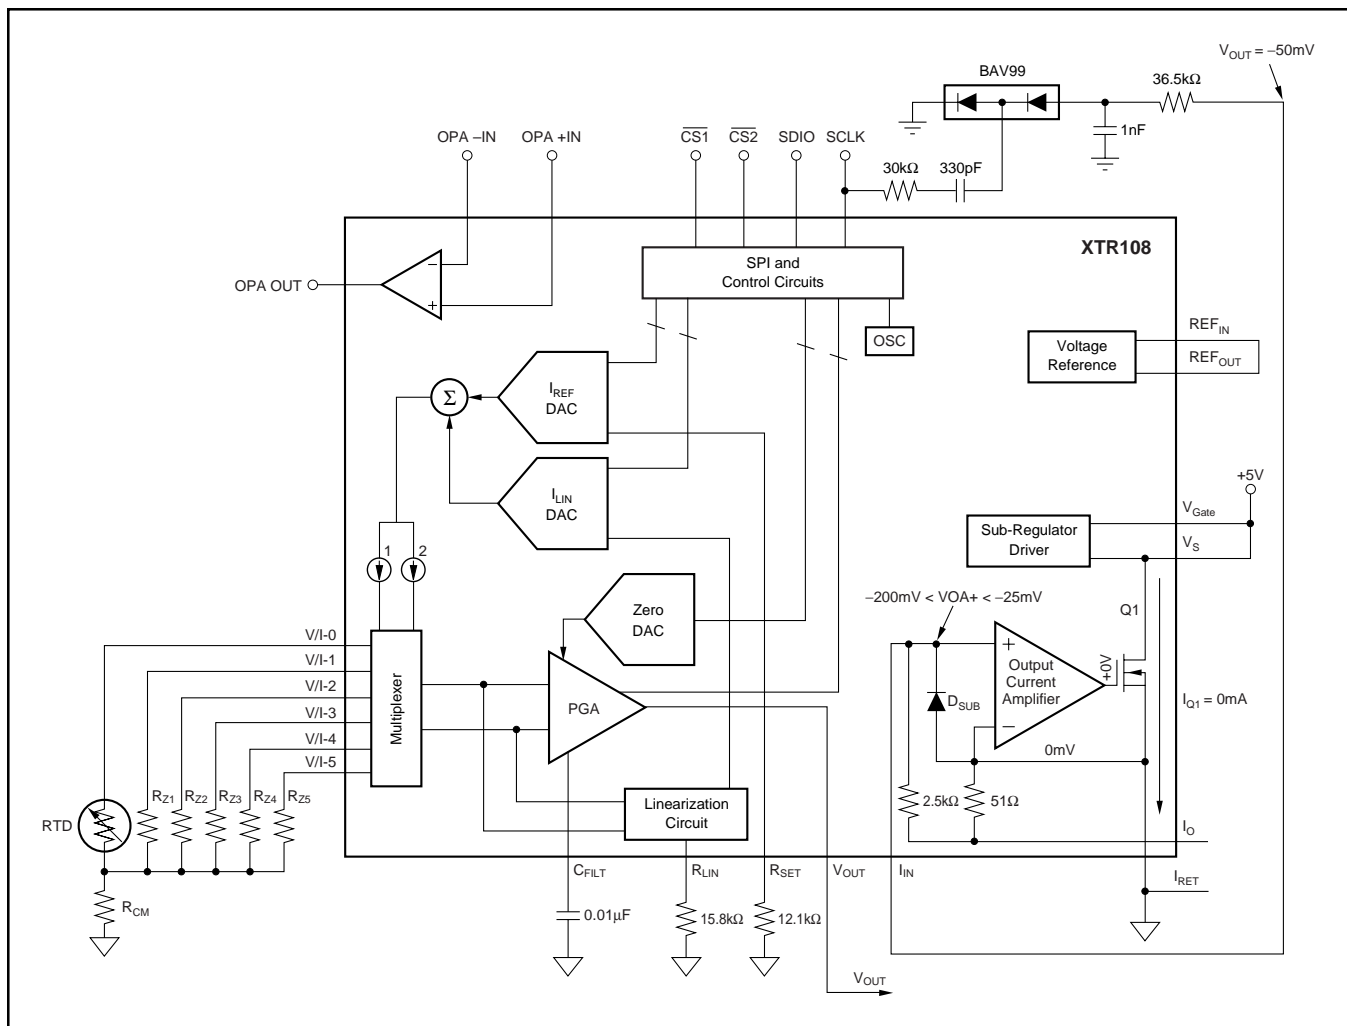 V_OUT = –50mV
BAV99
36.5kΩ
1nF
OPA –IN
OPA +IN
CS1
CS2
SDIO
SCLK
30kΩ
330pF
XTR108
SPI and
Control Circuits
OPA OUT
–
+
OSC
REF_IN
REF_OUT
Voltage
Reference
I_REF
DAC
Σ
I_LIN
DAC
+5V
V_Gate
V_S
Sub-Regulator
Driver
1
2
–200mV < VOA+ < –25mV
Q1
Zero
DAC
+
Output
Current
Amplifier
–
+0V
D_SUB
I_Q1 = 0mA
0mV
V/I-0
V/I-1
V/I-2
V/I-3
V/I-4
V/I-5
Multiplexer
PGA
R_Z1
R_Z2
R_Z3
R_Z4
R_Z5
RTD
Linearization
Circuit
2.5kΩ
51Ω
I_O
C_FILT
R_LIN
R_SET
V_OUT
I_IN
I_RET
R_CM
0.01µF
15.8kΩ
12.1kΩ
V_OUT